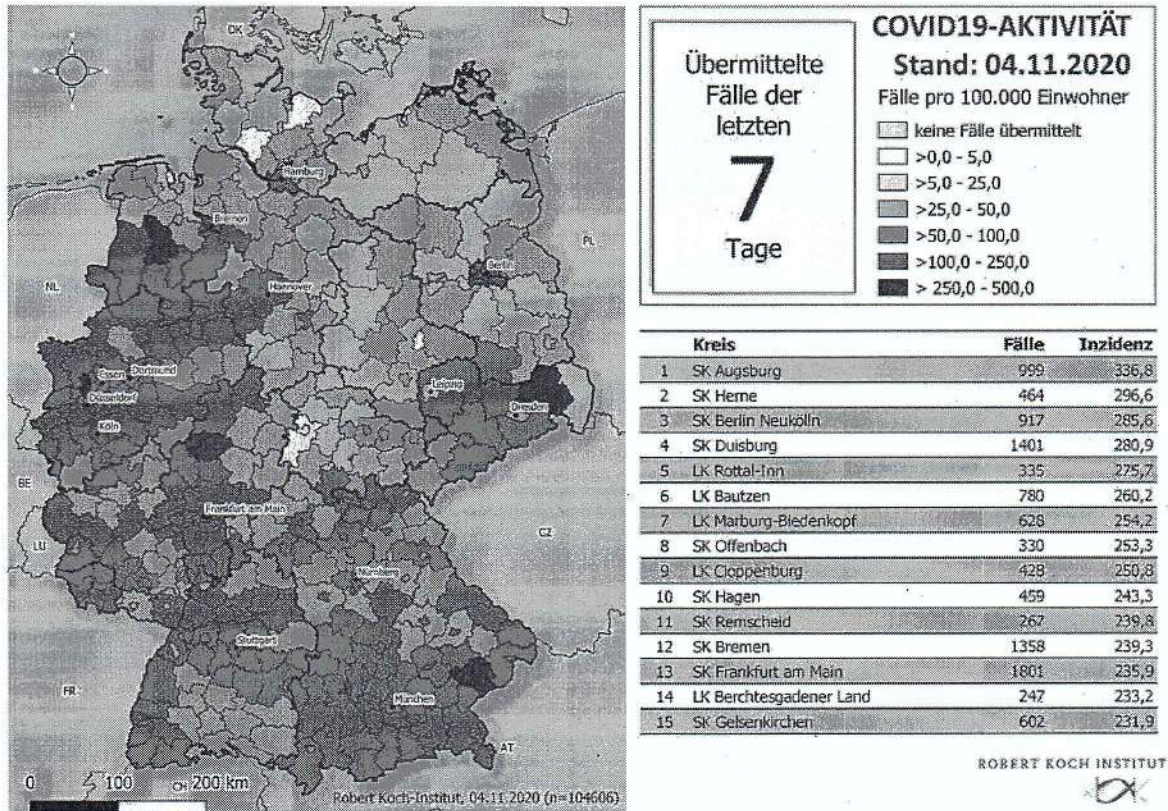 DK
Hamburg
Bremen
PL
Berlin
NL
Hannover
Essen
Dortmund
Düsseldorf
Leipzig
Dresden
Köln
BE
Frankfurt am Main
CZ
LU
Nürnberg
Stuttgart
FR
München
AT
0 100 CH 200 km
Robert Koch-Institut, 04.11.2020 (n=104606)
Übermittelte
Fälle der
letzten
7
Tage
COVID19-AKTIVITÄT
Stand: 04.11.2020
Fälle pro 100.000 Einwohner
keine Fälle übermittelt
>0,0 - 5,0
>5,0 - 25,0
>25,0 - 50,0
>50,0 - 100,0
>100,0 - 250,0
> 250,0 - 500,0
Kreis Fälle Inzidenz
1 SK Augsburg 999 336,8
2 SK Herne 464 296,6
3 SK Berlin Neukölln 917 285,6
4 SK Duisburg 1401 280,9
5 LK Rottal-Inn 335 275,7
6 LK Bautzen 780 260,2
7 LK Marburg-Biedenkopf 628 254,2
8 SK Offenbach 330 253,3
9 LK Cloppenburg 428 250,8
10 SK Hagen 459 243,3
11 SK Remscheid 267 239,8
12 SK Bremen 1358 239,3
13 SK Frankfurt am Main 1801 235,9
14 LK Berchtesgadener Land 247 233,2
15 SK Gelsenkirchen 602 231,9
ROBERT KOCH INSTITUT